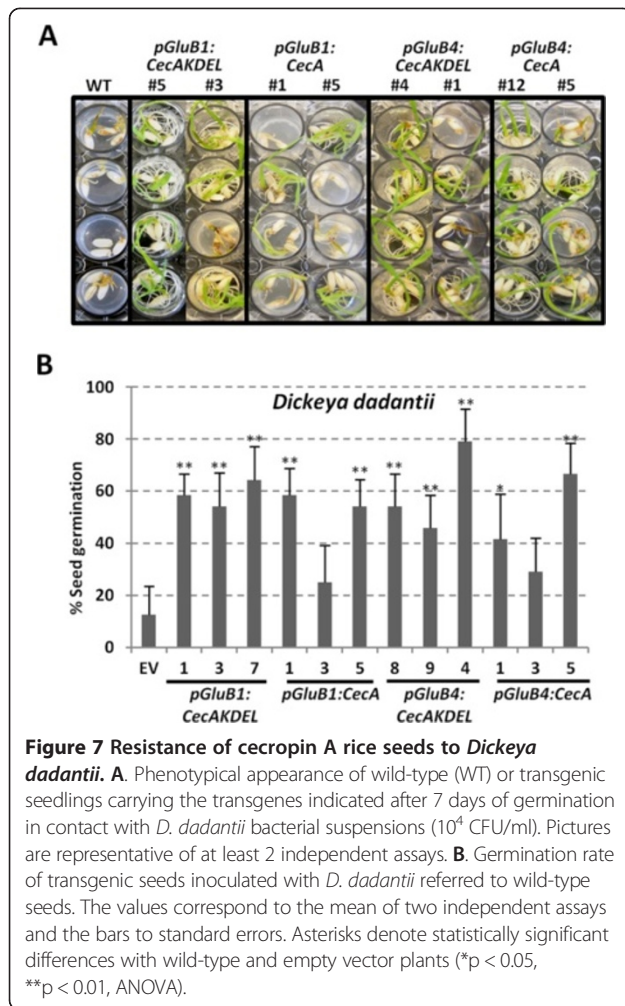 A
pGluB1: pGluB1: pGluB4: pGluB4:
CecAKDEL CecA CecAKDEL CecA
WT #5 #3 #1 #5 #4 #1 #12 #5
B
Dickeya dadantii
100
80
60
40
20
0
% Seed germination
** ** ** ** ** ** ** ** * **
EV 1 3 7 1 3 5 8 9 4 1 3 5
pGluB1: pGluB1:CecA pGluB4: pGluB4:CecA
CecAKDEL CecAKDEL
Figure 7 Resistance of cecropin A rice seeds to Dickeya
dadantii. A. Phenotypical appearance of wild-type (WT) or transgenic
seedlings carrying the transgenes indicated after 7 days of germination
in contact with D. dadantii bacterial suspensions (10⁴ CFU/ml). Pictures
are representative of at least 2 independent assays. B. Germination rate
of transgenic seeds inoculated with D. dadantii referred to wild-type
seeds. The values correspond to the mean of two independent assays
and the bars to standard errors. Asterisks denote statistically significant
differences with wild-type and empty vector plants (*p < 0.05,
**p < 0.01, ANOVA).